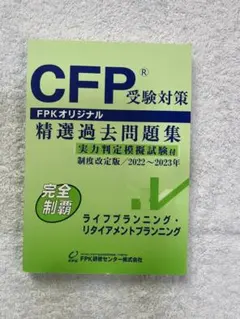 CFP® 受験対策
FPKオリジナル
精選過去問題集
実力判定模擬試験付
制度改定版／2022～2023年
完全
制覇
ライフプランニング・
リタイアメントプランニング
FPK研修センター株式会社